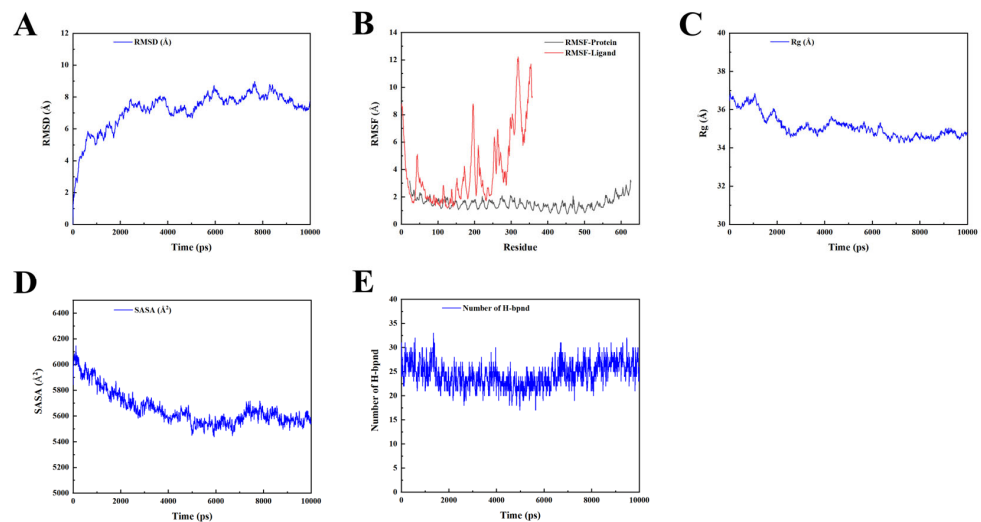 A
RMSD (Å)
12
10
8
6
4
2
0
RMSD (Å)
0 2000 4000 6000 8000 10000
Time (ps)
B
RMSF-Protein
RMSF-Ligand
14
12
10
8
6
4
2
0
RMSF (Å)
0 100 200 300 400 500 600
Residue
C
Rg (Å)
40
38
36
34
32
30
Rg (Å)
0 2000 4000 6000 8000 10000
Time (ps)
D
SASA (Å²)
6400
6200
6000
5800
5600
5400
5200
5000
SASA (Å²)
0 2000 4000 6000 8000 10000
Time (ps)
E
Number of H-bpnd
40
35
30
25
20
15
10
5
0
Number of H-bpnd
0 2000 4000 6000 8000 10000
Time (ps)